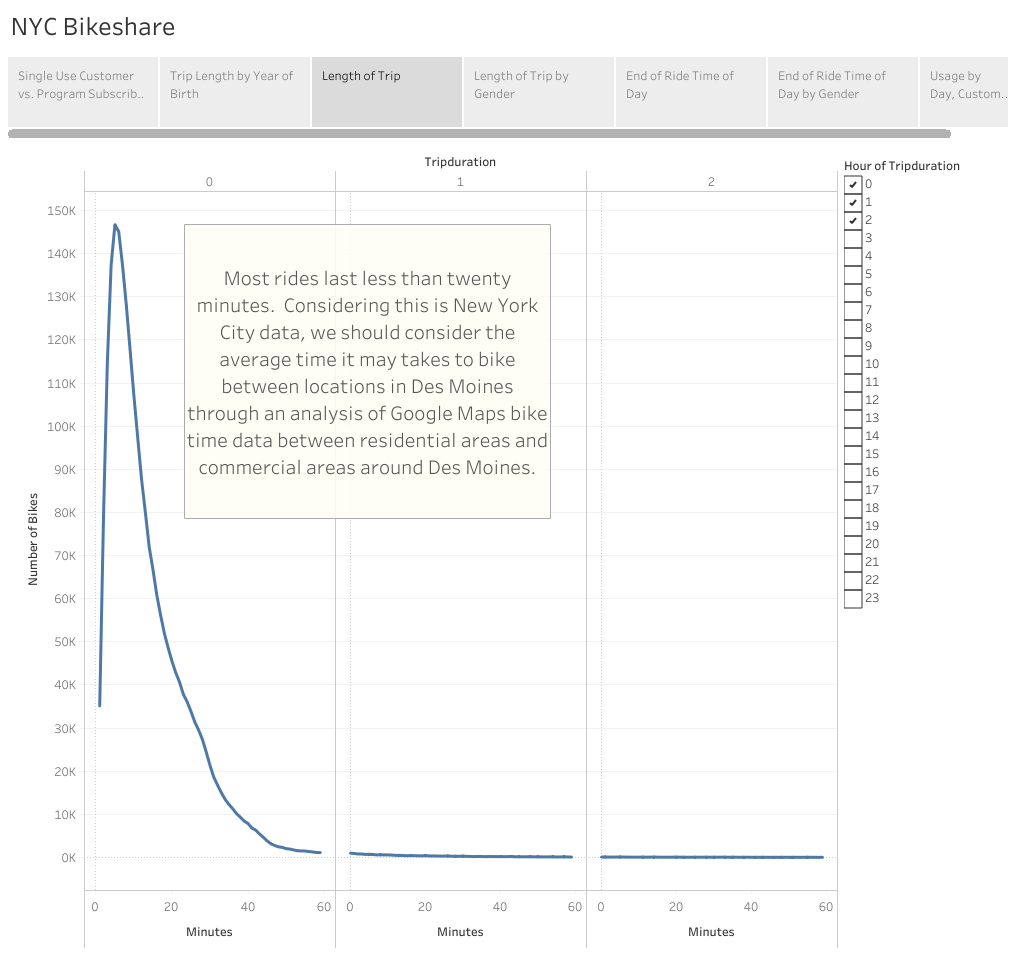 NYC Bikeshare
Single Use Customer
vs. Program Subscrib..
Trip Length by Year of
Birth
Length of Trip
Length of Trip by
Gender
End of Ride Time of
Day
End of Ride Time of
Day by Gender
Usage by
Day, Custom..
Tripduration
0 1 2
150K
140K
130K
120K
110K
100K
90K
80K
70K
60K
50K
40K
30K
20K
10K
0K
Number of Bikes
Most rides last less than twenty
minutes.  Considering this is New York
City data, we should consider the
average time it may takes to bike
between locations in Des Moines
through an analysis of Google Maps bike
time data between residential areas and
commercial areas around Des Moines.
0 20 40 60 0 20 40 60 0 20 40 60
Minutes Minutes Minutes
Hour of Tripduration
0
1
2
3
4
5
6
7
8
9
10
11
12
13
14
15
16
17
18
19
20
21
22
23